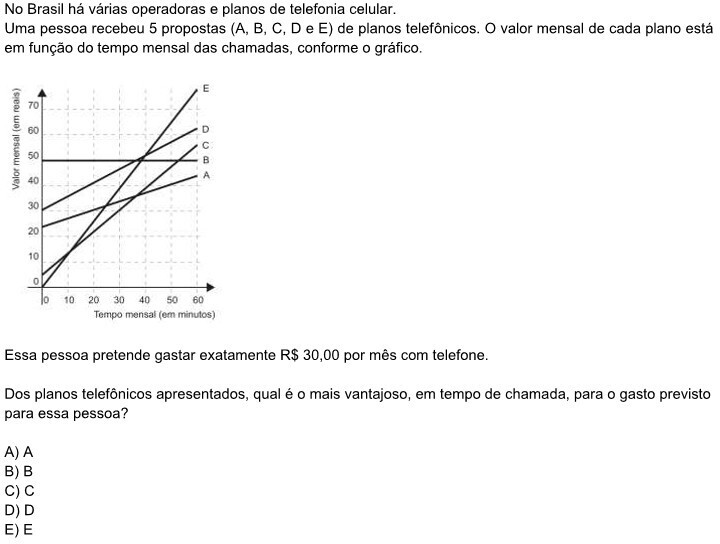 No Brasil há várias operadoras e planos de telefonia celular.
Uma pessoa recebeu 5 propostas (A, B, C, D e E) de planos telefônicos. O valor mensal de cada plano está
em função do tempo mensal das chamadas, conforme o gráfico.
Valor mensal (em reais)
70
60
50
40
30
20
10
0
E
D
C
B
A
0 10 20 30 40 50 60
Tempo mensal (em minutos)
Essa pessoa pretende gastar exatamente R$ 30,00 por mês com telefone.
Dos planos telefônicos apresentados, qual é o mais vantajoso, em tempo de chamada, para o gasto previsto
para essa pessoa?
A) A
B) B
C) C
D) D
E) E